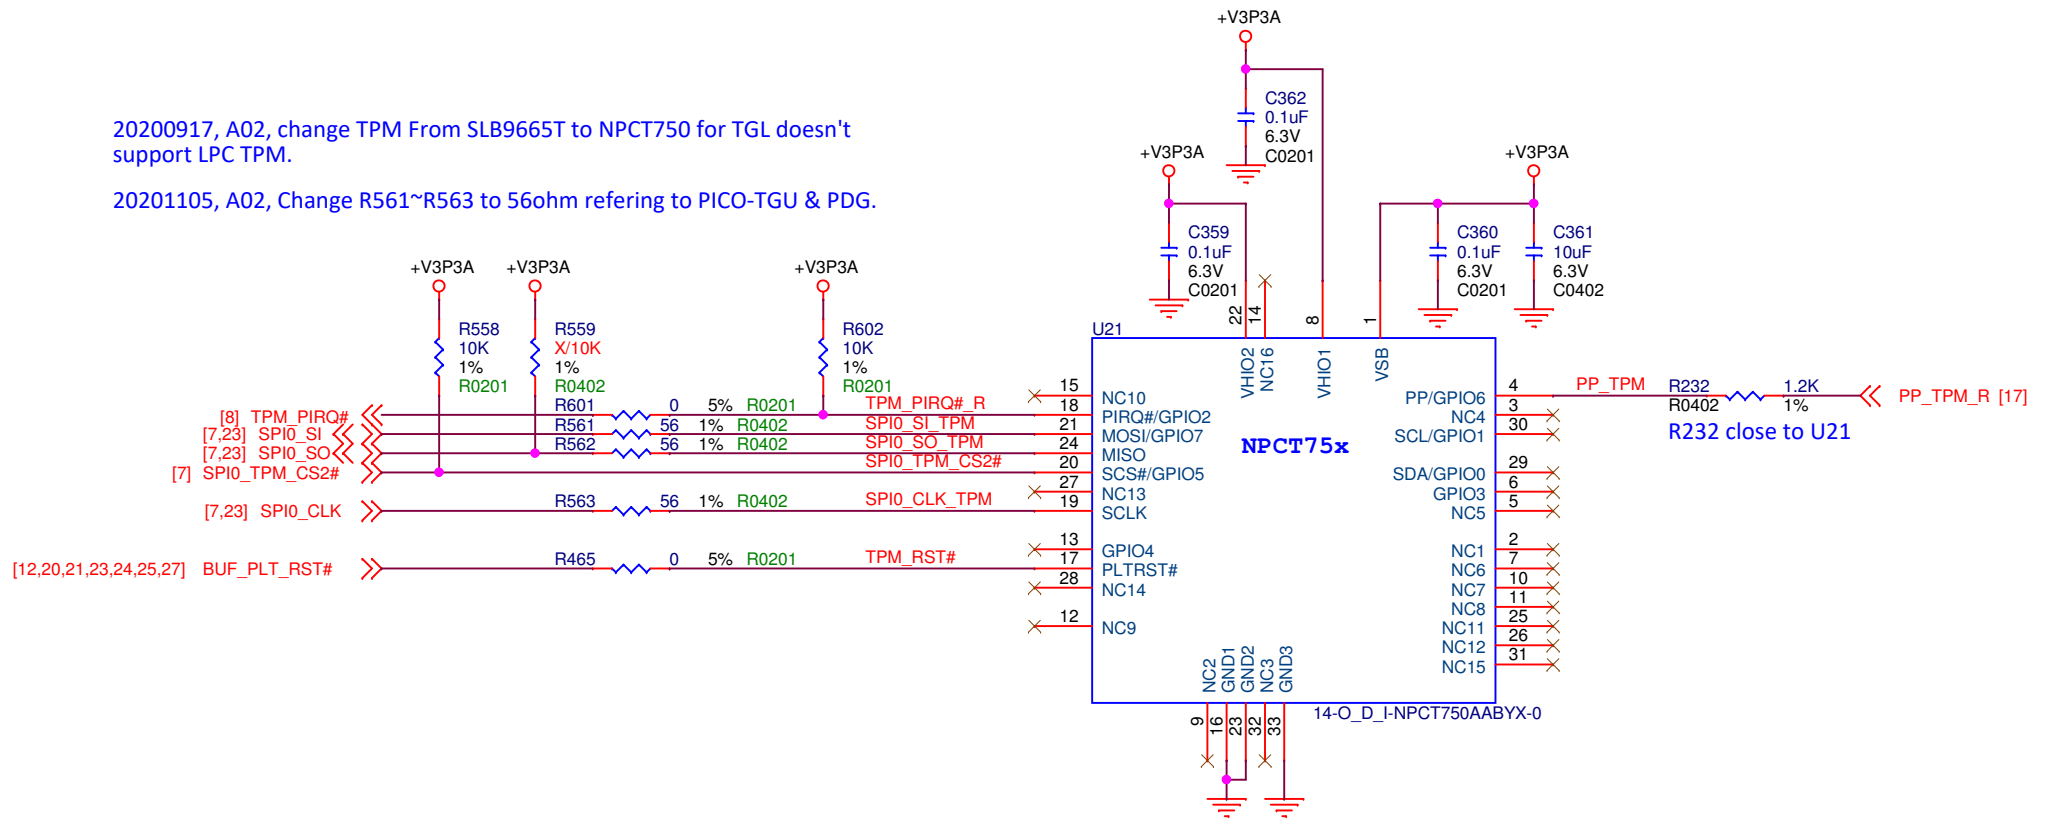 +V3P3A
C362
0.1uF
6.3V
C0201
20200917, A02, change TPM From SLB9665T to NPCT750 for TGL doesn't
support LPC TPM.
20201105, A02, Change R561~R563 to 56ohm refering to PICO-TGU & PDG.
+V3P3A
C359
0.1uF
6.3V
C0201
+V3P3A
C360
0.1uF
6.3V
C0201
C361
10uF
6.3V
C0402
+V3P3A
+V3P3A
+V3P3A
R558
10K
1%
R0201
R559
X/10K
1%
R0402
R602
10K
1%
R0201
U21
22
14
8
1
VHIO2
NC16
VHIO1
VSB
[8] TPM_PIRQ#
R601 0 5% R0201 TPM_PIRQ#_R
[7,23] SPI0_SI
R561 56 1% R0402 SPI0_SI_TPM
[7,23] SPI0_SO
R562 56 1% R0402 SPI0_SO_TPM
[7] SPI0_TPM_CS2#
SPI0_TPM_CS2#
[7,23] SPI0_CLK
R563 56 1% R0402 SPI0_CLK_TPM
[12,20,21,23,24,25,27] BUF_PLT_RST#
R465 0 5% R0201 TPM_RST#
15 NC10
18 PIRQ#/GPIO2
21 MOSI/GPIO7
24 MISO
20 SCS#/GPIO5
27 NC13
19 SCLK
13 GPIO4
17 PLTRST#
28 NC14
12 NC9
NPCT75x
PP/GPIO6 4
NC4 3
SCL/GPIO1 30
SDA/GPIO0 29
GPIO3 6
NC5 5
NC1 2
NC6 7
NC7 10
NC8 11
NC11 25
NC12 26
NC15 31
PP_TPM
R232 1.2K
R0402 1%
PP_TPM_R [17]
R232 close to U21
NC2
GND1
GND2
NC3
GND3
9
16
23
32
33
14-O_D_I-NPCT750AABYX-0